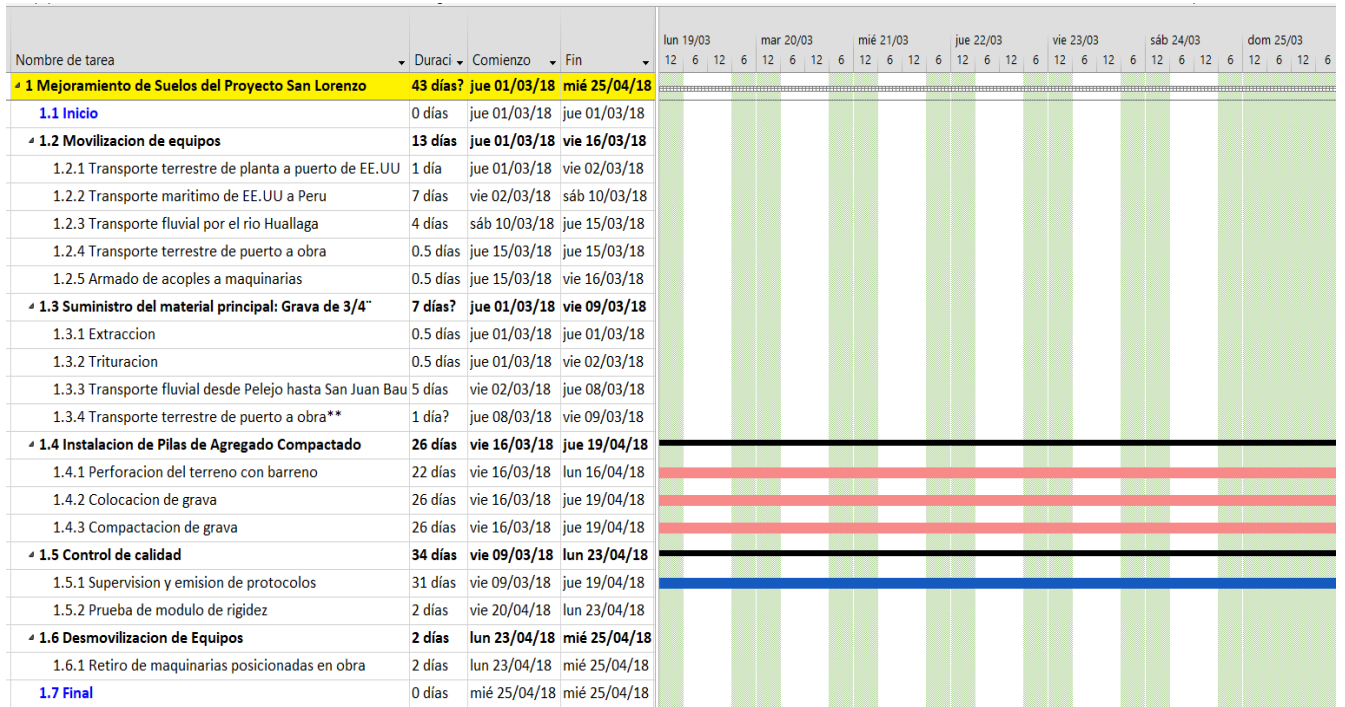 lun 19/03 mar 20/03 mié 21/03 jue 22/03 vie 23/03 sáb 24/03 dom 25/03
Nombre de tarea Duraci Comienzo Fin 12 6 12 6 12 6 12 6 12 6 12 6 12 6 12 6 12 6 12 6 12 6 12 6 12 6 12 6
1 Mejoramiento de Suelos del Proyecto San Lorenzo 43 días? jue 01/03/18 mié 25/04/18
1.1 Inicio 0 días jue 01/03/18 jue 01/03/18
1.2 Movilizacion de equipos 13 días jue 01/03/18 vie 16/03/18
1.2.1 Transporte terrestre de planta a puerto de EE.UU 1 día jue 01/03/18 vie 02/03/18
1.2.2 Transporte maritimo de EE.UU a Peru 7 días vie 02/03/18 sáb 10/03/18
1.2.3 Transporte fluvial por el rio Huallaga 4 días sáb 10/03/18 jue 15/03/18
1.2.4 Transporte terrestre de puerto a obra 0.5 días jue 15/03/18 jue 15/03/18
1.2.5 Armado de acoples a maquinarias 0.5 días jue 15/03/18 vie 16/03/18
1.3 Suministro del material principal: Grava de 3/4¨ 7 días? jue 01/03/18 vie 09/03/18
1.3.1 Extraccion 0.5 días jue 01/03/18 jue 01/03/18
1.3.2 Trituracion 0.5 días jue 01/03/18 vie 02/03/18
1.3.3 Transporte fluvial desde Pelejo hasta San Juan Bau 5 días vie 02/03/18 jue 08/03/18
1.3.4 Transporte terrestre de puerto a obra** 1 día? jue 08/03/18 vie 09/03/18
1.4 Instalacion de Pilas de Agregado Compactado 26 días vie 16/03/18 jue 19/04/18
1.4.1 Perforacion del terreno con barreno 22 días vie 16/03/18 lun 16/04/18
1.4.2 Colocacion de grava 26 días vie 16/03/18 jue 19/04/18
1.4.3 Compactacion de grava 26 días vie 16/03/18 jue 19/04/18
1.5 Control de calidad 34 días vie 09/03/18 lun 23/04/18
1.5.1 Supervision y emision de protocolos 31 días vie 09/03/18 jue 19/04/18
1.5.2 Prueba de modulo de rigidez 2 días vie 20/04/18 lun 23/04/18
1.6 Desmovilizacion de Equipos 2 días lun 23/04/18 mié 25/04/18
1.6.1 Retiro de maquinarias posicionadas en obra 2 días lun 23/04/18 mié 25/04/18
1.7 Final 0 días mié 25/04/18 mié 25/04/18